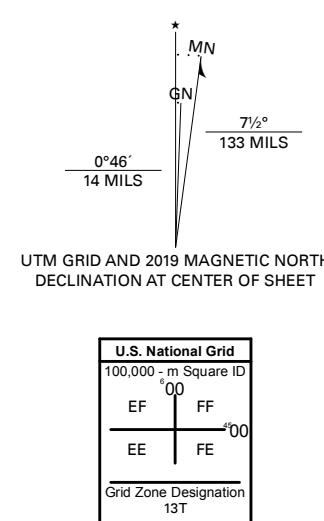 ★
MN
GN
7½°
133 MILS
0°46´
14 MILS
UTM GRID AND 2019 MAGNETIC NORTH
DECLINATION AT CENTER OF SHEET
U.S. National Grid
100,000 - m Square ID
600
EF FF
4500
EE FE
Grid Zone Designation
13T